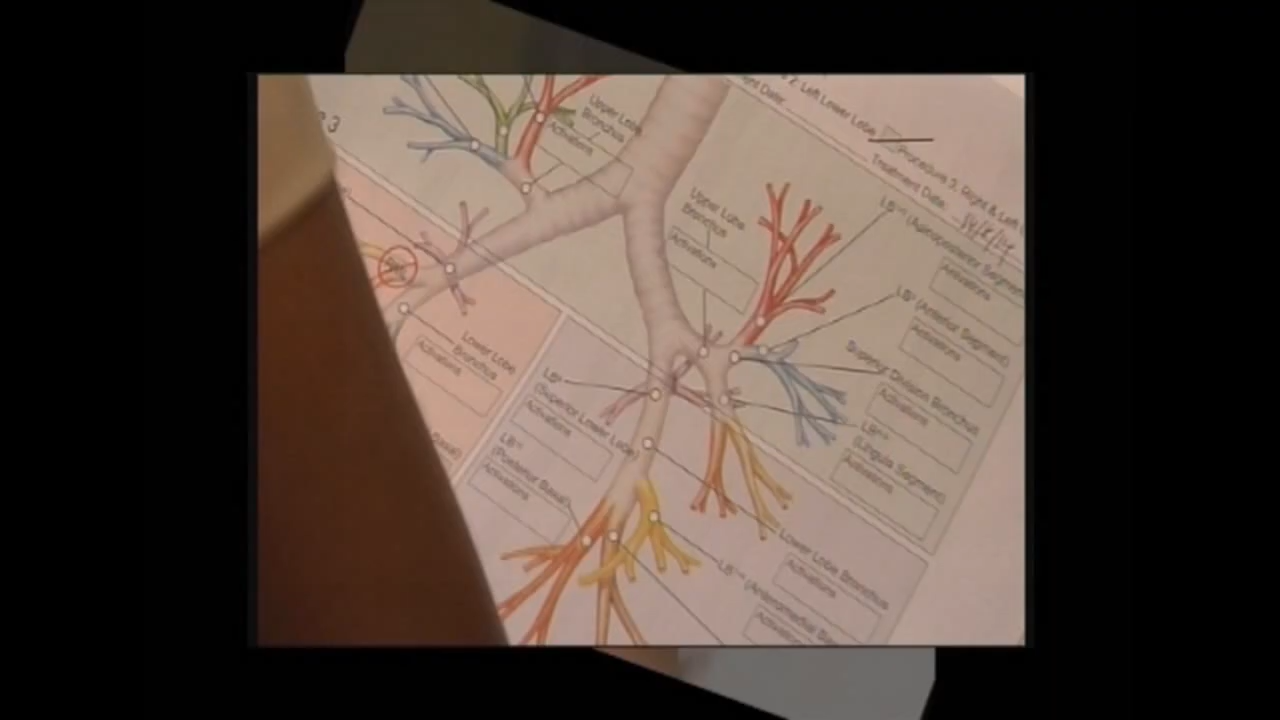 2: Left Lower Lobe
Procedure 3: Right & Left
Treatment Date:
Upper Lobe
Bronchus
Activations
Upper Lobe
Bronchus
Activations
(Apicoposterior Segment)
Activations
(Anterior Segment)
Activations
Superior Division Bronchus
Activations
(Lingula Segment)
Activations
Lower Lobe
Bronchus
Activations
(Superior Lower Lobe)
Activations
(Posterior Basal)
Activations
Lower Lobe Bronchus
Activations
(Anteromedial
Activations